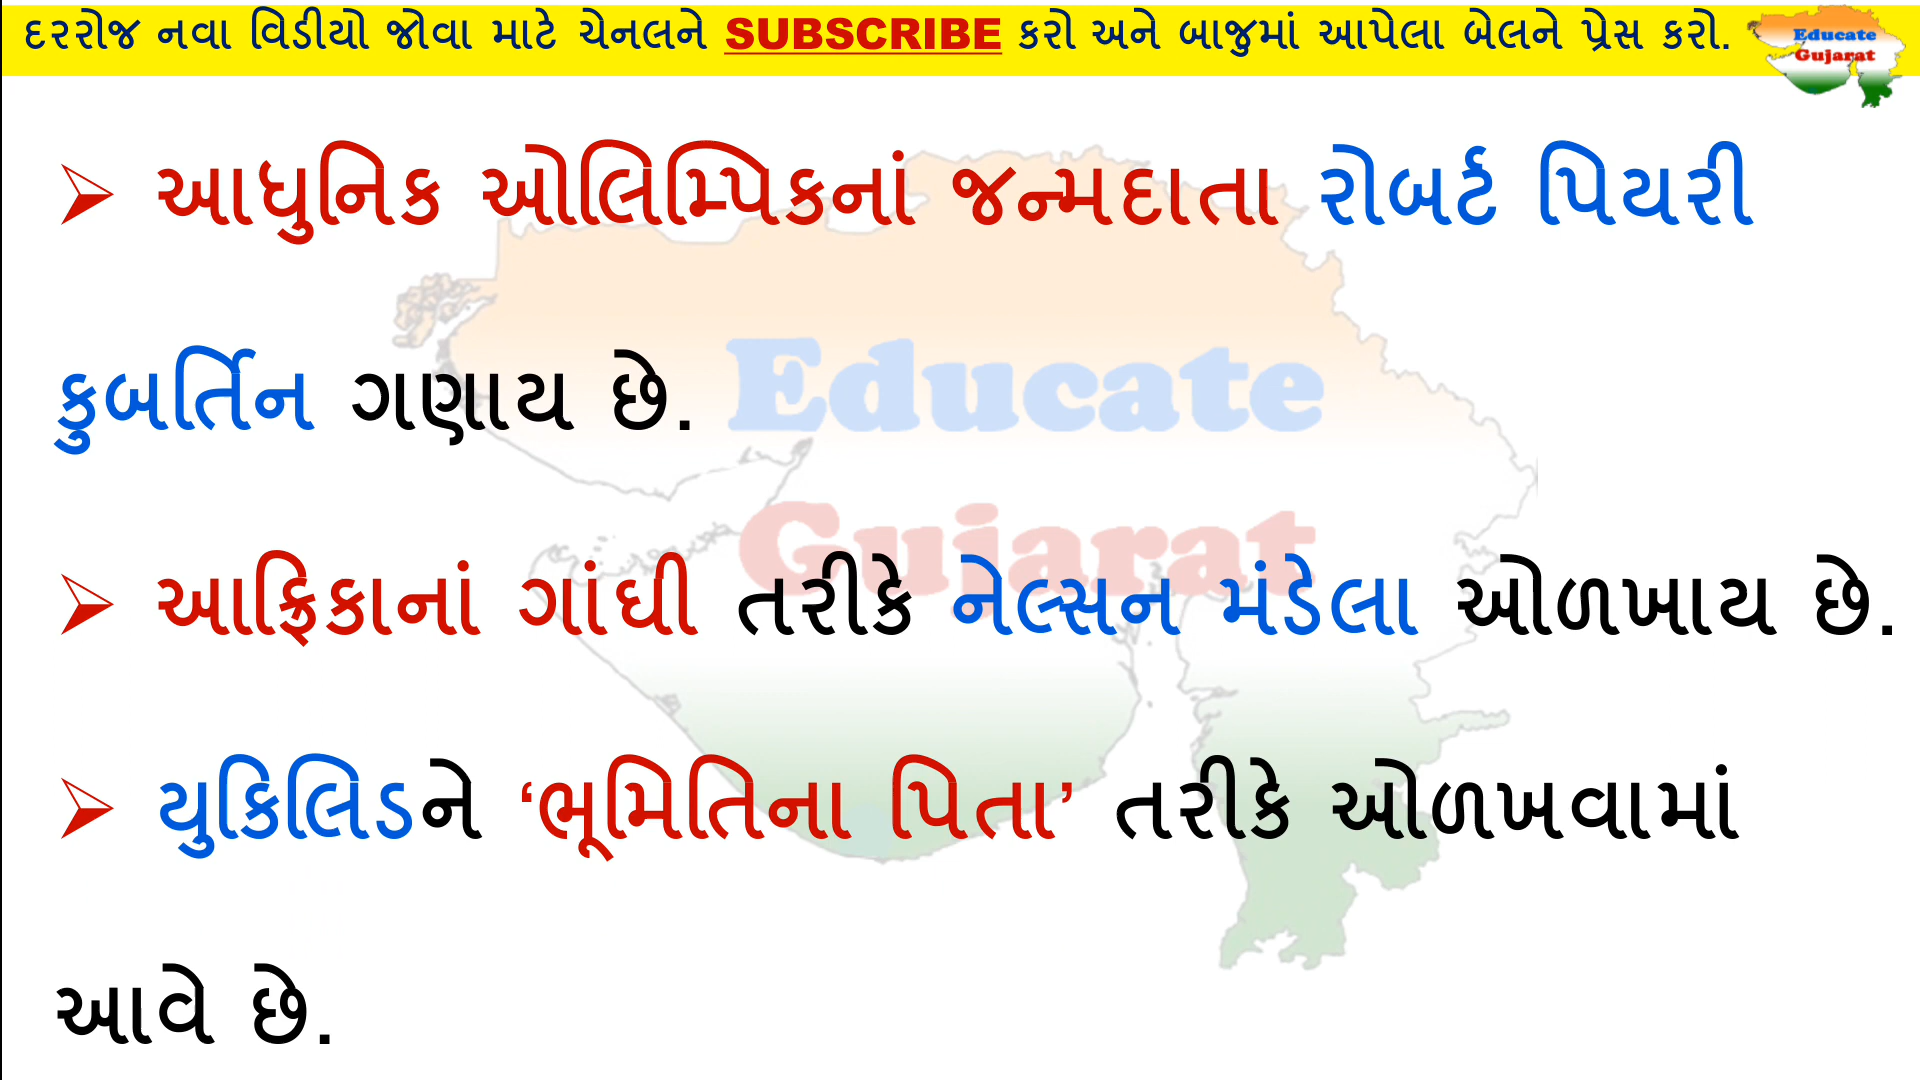 દરરોજ નવા વિડીયો જોવા માટે ચેનલને SUBSCRIBE કરો અને બાજુમાં આપેલા બેલને પ્રેસ કરો.
Educate
Gujarat
➢ આધુનિક ઓલિમ્પિકનાં જન્મદાતા રોબર્ટ પિયરી
કુબર્તિન ગણાય છે.
Educate
Gujarat
➢ આફ્રિકાનાં ગાંઘી તરીકે નેલ્સન મંડેલા ઓળખાય છે.
➢ યુકિલિડને ‘ભૂમિતિના પિતા’ તરીકે ઓળખવામાં
આવે છે.